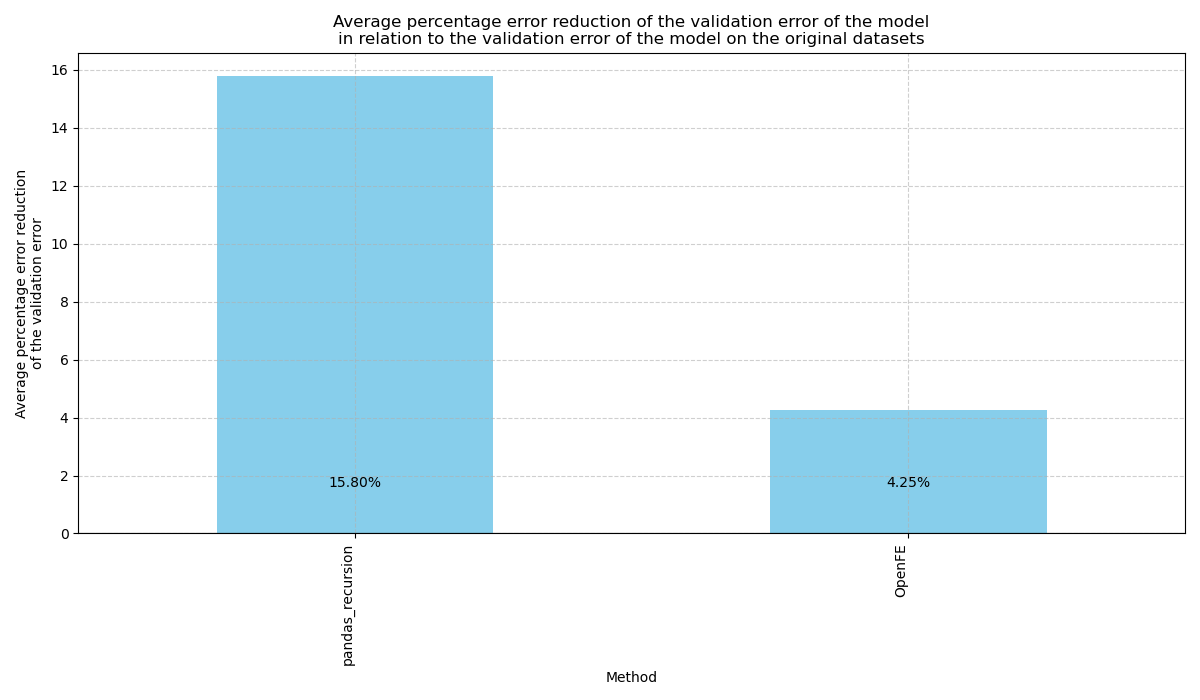 Average percentage error reduction of the validation error of the model
in relation to the validation error of the model on the original datasets
Average percentage error reduction
of the validation error
16
14
12
10
8
6
4
2
0
15.80%
4.25%
pandas_recursion
OpenFE
Method